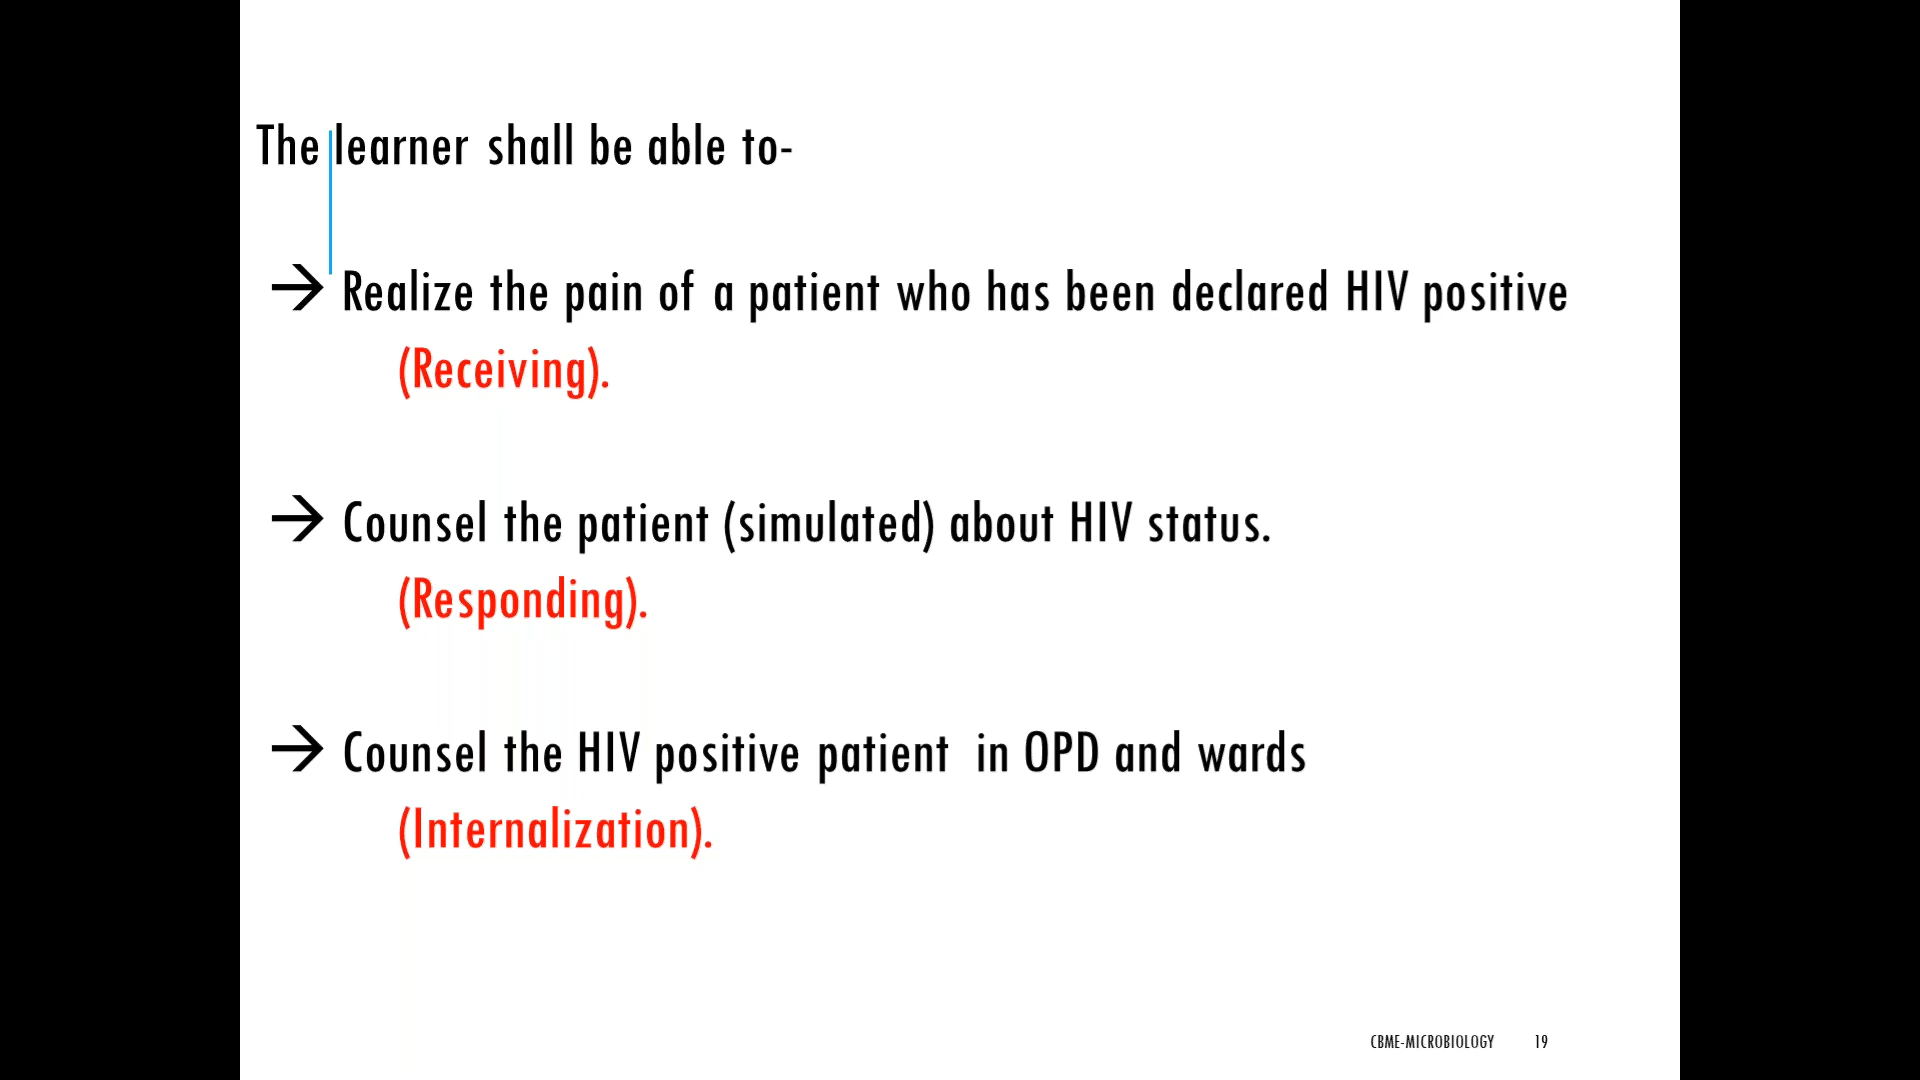 The learner shall be able to-
→ Realize the pain of a patient who has been declared HIV positive
(Receiving).
→ Counsel the patient (simulated) about HIV status.
(Responding).
→ Counsel the HIV positive patient in OPD and wards
(Internalization).
CBME-MICROBIOLOGY 19